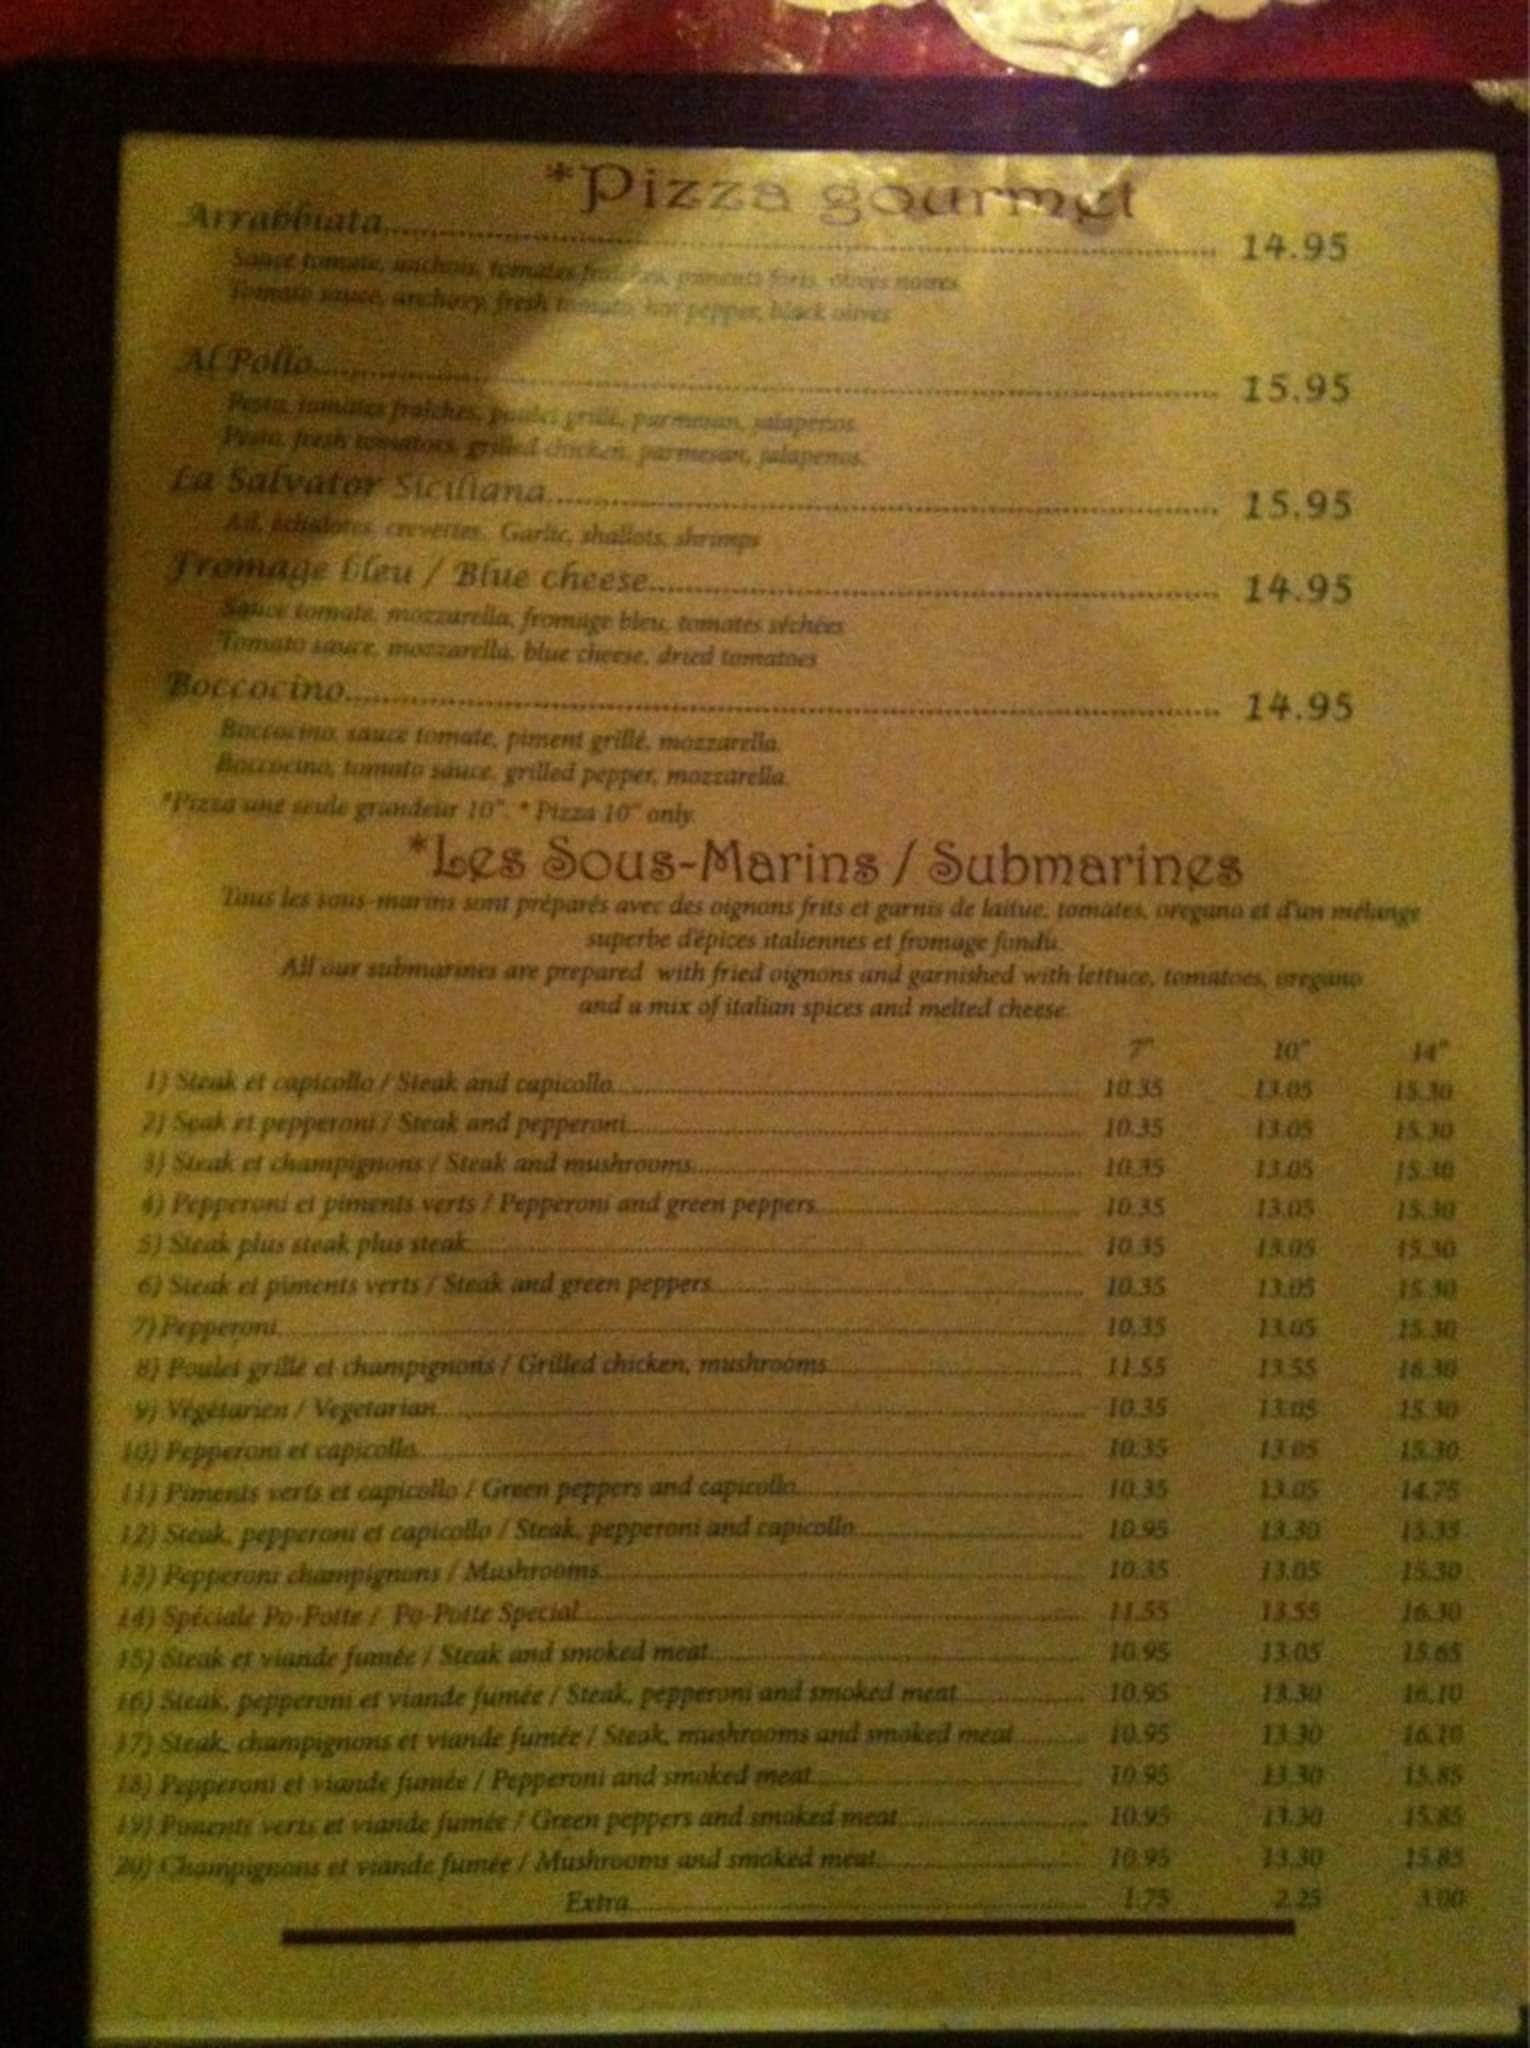 *Pizza gourmet
Arrabbiata 14.95
Sauce tomate, anchois, tomates fraîches, piments forts, olives noires.
Tomato sauce, anchovy, fresh tomato, hot pepper, black olives
Al Pollo 15.95
Pesto, tomates fraîches, poulet grillé, parmesan, jalapenos.
Pesto, fresh tomatoes, grilled chicken, parmesan, jalapenos.
La Salvator Siciliana 15.95
Ail, échalotes, crevettes. Garlic, shallots, shrimps
Fromage bleu / Blue cheese 14.95
Sauce tomate, mozzarella, fromage bleu, tomates séchées
Tomato sauce, mozzarella, blue cheese, dried tomatoes
Boccocino 14.95
Boccocino, sauce tomate, piment grillé, mozzarella.
Boccocino, tomato sauce, grilled pepper, mozzarella.
*Pizza une seule grandeur 10". * Pizza 10" only.
*Les Sous-Marins / Submarines
Tous les sous-marins sont préparés avec des oignons frits et garnis de laitue, tomates, oregano et d'un mélange
superbe d'épices italiennes et fromage fondu.
All our submarines are prepared with fried oignons and garnished with lettuce, tomatoes, oregano
and a mix of italian spices and melted cheese.
7" 10" 14"
1) Steak et capicollo / Steak and capicollo 10.35 13.05 15.30
2) Seak et pepperoni / Steak and pepperoni 10.35 13.05 15.30
3) Steak et champignons / Steak and mushrooms 10.35 13.05 15.30
4) Pepperoni et piments verts / Pepperoni and green peppers 10.35 13.05 15.30
5) Steak plus steak plus steak 10.35 13.05 15.30
6) Steak et piments verts / Steak and green peppers 10.35 13.05 15.30
7) Pepperoni 10.35 13.05 15.30
8) Poulet grillé et champignons / Grilled chicken, mushrooms 11.55 13.55 16.30
9) Végétarien / Vegetarian 10.35 13.05 15.30
10) Pepperoni et capicollo 10.35 13.05 15.30
11) Piments verts et capicollo / Green peppers and capicollo 10.35 13.05 14.75
12) Steak, pepperoni et capicollo / Steak, pepperoni and capicollo 10.95 13.30 15.35
13) Pepperoni champignons / Mushrooms 10.35 13.05 15.30
14) Spéciale Po-Potte / Po-Potte Special 11.55 13.55 16.30
15) Steak et viande fumée / Steak and smoked meat 10.95 13.05 15.65
16) Steak, pepperoni et viande fumée / Steak, pepperoni and smoked meat 10.95 13.30 16.10
17) Steak, champignons et viande fumée / Steak, mushrooms and smoked meat 10.95 13.30 16.10
18) Pepperoni et viande fumée / Pepperoni and smoked meat 10.95 13.30 15.85
19) Piments verts et viande fumée / Green peppers and smoked meat 10.95 13.30 15.85
20) Champignons et viande fumée / Mushrooms and smoked meat 10.95 13.30 15.85
Extra 1.75 2.25 3.00